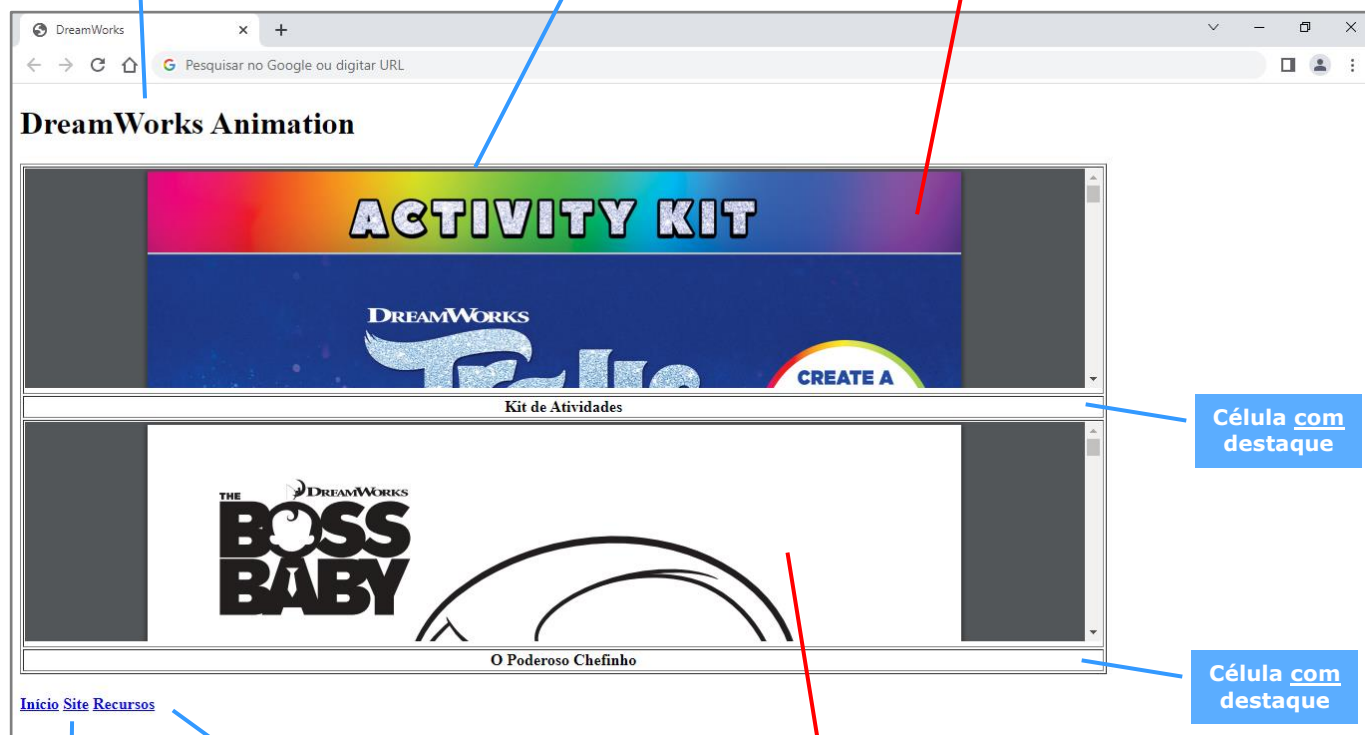 DreamWorks
Pesquisar no Google ou digitar URL
DreamWorks Animation
ACTIVITY KIT
DREAMWORKS
Trolls
CREATE A
Kit de Atividades
Célula com
destaque
DREAMWORKS
THE
BOSS
BABY
O Poderoso Chefinho
Célula com
destaque
Início Site Recursos